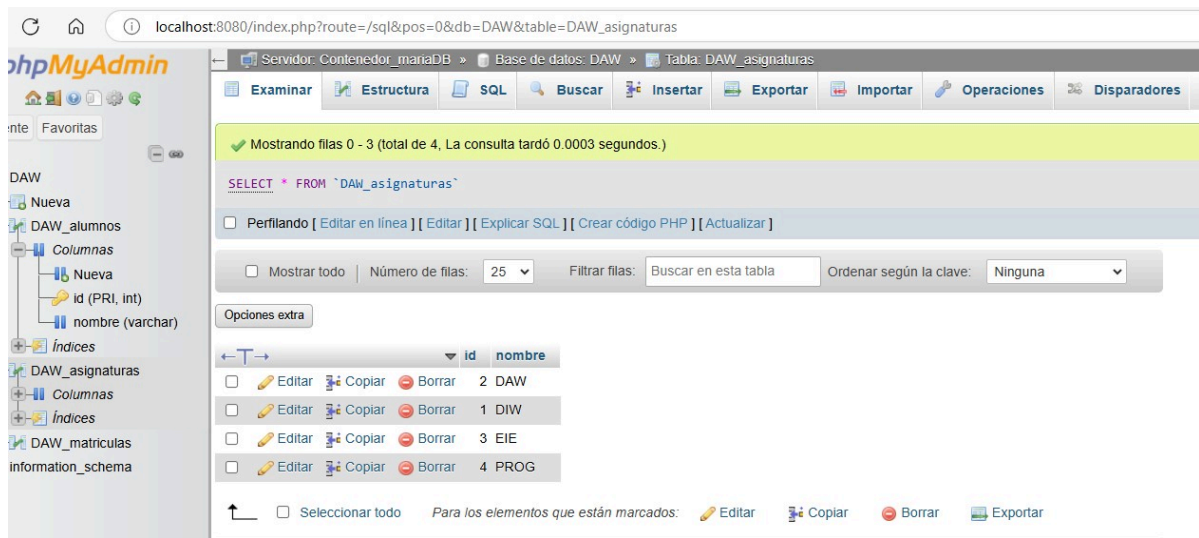 localhost:8080/index.php?route=/sql&pos=0&db=DAW&table=DAW_asignaturas
phpMyAdmin
Servidor: Contenedor_mariaDB » Base de datos: DAW » Tabla: DAW_asignaturas
Examinar Estructura SQL Buscar Insertar Exportar Importar Operaciones Disparadores
Favoritas
Mostrando filas 0 - 3 (total de 4, La consulta tardó 0.0003 segundos.)
SELECT * FROM `DAW_asignaturas`
Perfilando [ Editar en línea ] [ Editar ] [ Explicar SQL ] [ Crear código PHP ] [ Actualizar ]
Mostrar todo | Número de filas: 25 Filtrar filas: Buscar en esta tabla Ordenar según la clave: Ninguna
Opciones extra
DAW
Nueva
DAW_alumnos
Columnas
Nueva
id (PRI, int)
nombre (varchar)
Índices
DAW_asignaturas
Columnas
Índices
DAW_matriculas
information_schema
id nombre
Editar Copiar Borrar 2 DAW
Editar Copiar Borrar 1 DIW
Editar Copiar Borrar 3 EIE
Editar Copiar Borrar 4 PROG
Seleccionar todo Para los elementos que están marcados: Editar Copiar Borrar Exportar